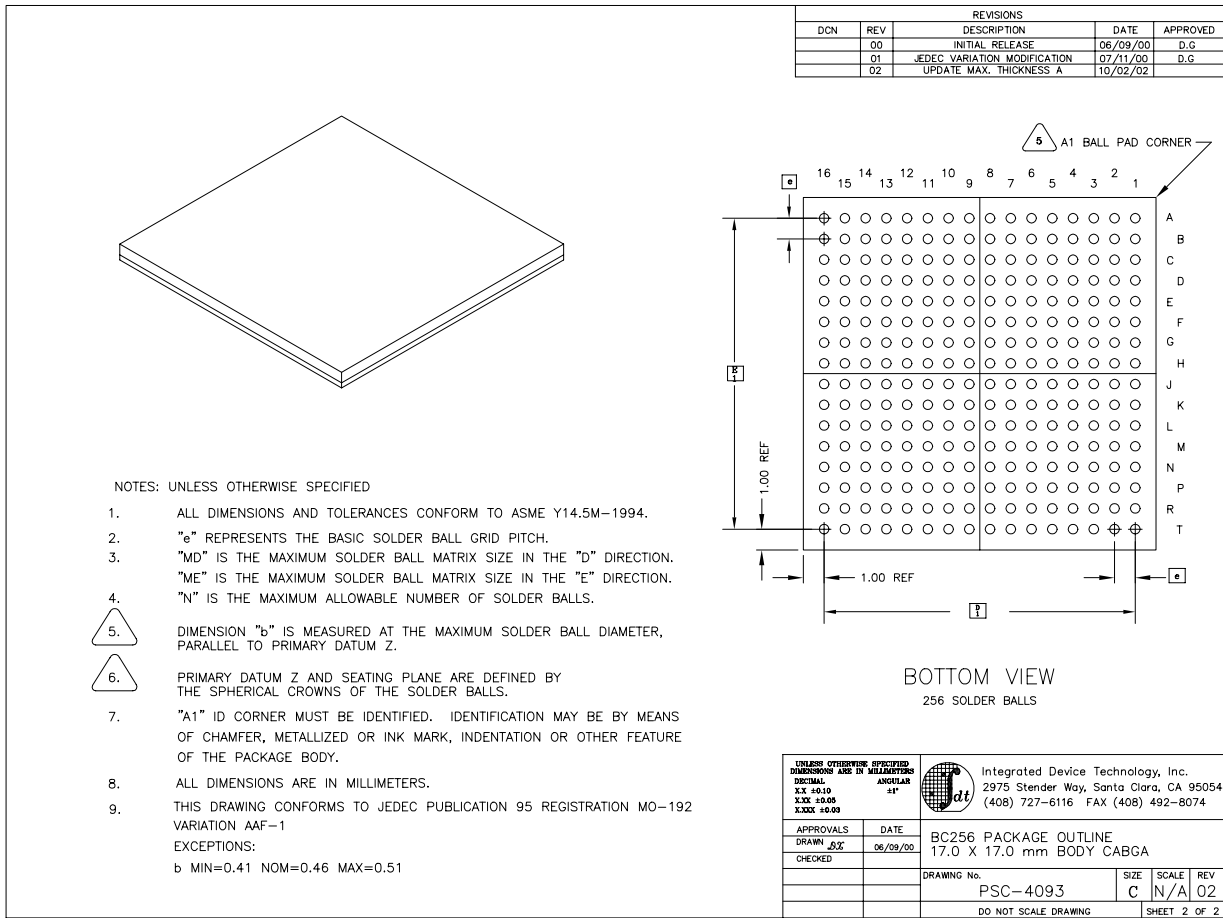 REVISIONS
DCN REV DESCRIPTION DATE APPROVED
00 INITIAL RELEASE 06/09/00 D.G
01 JEDEC VARIATION MODIFICATION 07/11/00 D.G
02 UPDATE MAX. THICKNESS A 10/02/02
5 A1 BALL PAD CORNER
16 15 14 13 12 11 10 9 8 7 6 5 4 3 2 1
e
A
B
C
D
E
F
G
H
J
K
L
M
N
P
R
T
E1
1.00 REF
1.00 REF
e
D1
BOTTOM VIEW
256 SOLDER BALLS
NOTES: UNLESS OTHERWISE SPECIFIED
1. ALL DIMENSIONS AND TOLERANCES CONFORM TO ASME Y14.5M-1994.
2. "e" REPRESENTS THE BASIC SOLDER BALL GRID PITCH.
3. "MD" IS THE MAXIMUM SOLDER BALL MATRIX SIZE IN THE "D" DIRECTION.
"ME" IS THE MAXIMUM SOLDER BALL MATRIX SIZE IN THE "E" DIRECTION.
4. "N" IS THE MAXIMUM ALLOWABLE NUMBER OF SOLDER BALLS.
5. DIMENSION "b" IS MEASURED AT THE MAXIMUM SOLDER BALL DIAMETER,
PARALLEL TO PRIMARY DATUM Z.
6. PRIMARY DATUM Z AND SEATING PLANE ARE DEFINED BY
THE SPHERICAL CROWNS OF THE SOLDER BALLS.
7. "A1" ID CORNER MUST BE IDENTIFIED. IDENTIFICATION MAY BE BY MEANS
OF CHAMFER, METALLIZED OR INK MARK, INDENTATION OR OTHER FEATURE
OF THE PACKAGE BODY.
8. ALL DIMENSIONS ARE IN MILLIMETERS.
9. THIS DRAWING CONFORMS TO JEDEC PUBLICATION 95 REGISTRATION MO-192
VARIATION AAF-1
EXCEPTIONS:
b MIN=0.41 NOM=0.46 MAX=0.51
UNLESS OTHERWISE SPECIFIED
DIMENSIONS ARE IN MILLIMETERS
DECIMAL ANGULAR
X.X ±0.10 ±1°
X.XX ±0.05
X.XXX ±0.03
idt
Integrated Device Technology, Inc.
2975 Stender Way, Santa Clara, CA 95054
(408) 727-6116 FAX (408) 492-8074
APPROVALS DATE
DRAWN 06/09/00
CHECKED
BC256 PACKAGE OUTLINE
17.0 X 17.0 mm BODY CABGA
DRAWING No. SIZE SCALE REV
PSC-4093 C N/A 02
DO NOT SCALE DRAWING SHEET 2 OF 2